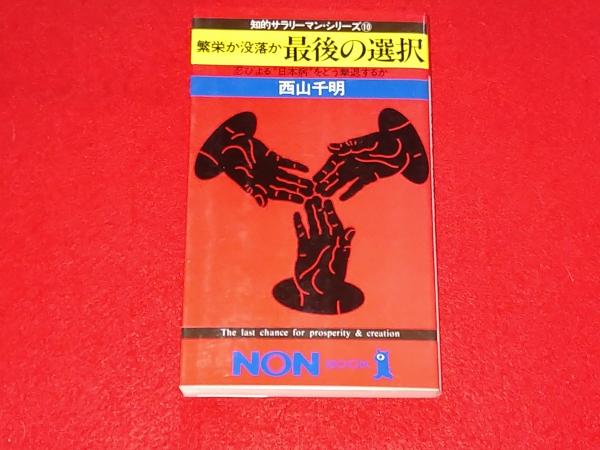 知的サラリーマン・シリーズ⑩
繁栄か没落か 最後の選択
忍びよる"日本病"をどう撃退するか
西山千明
The last chance for prosperity & creation
NON BOOK